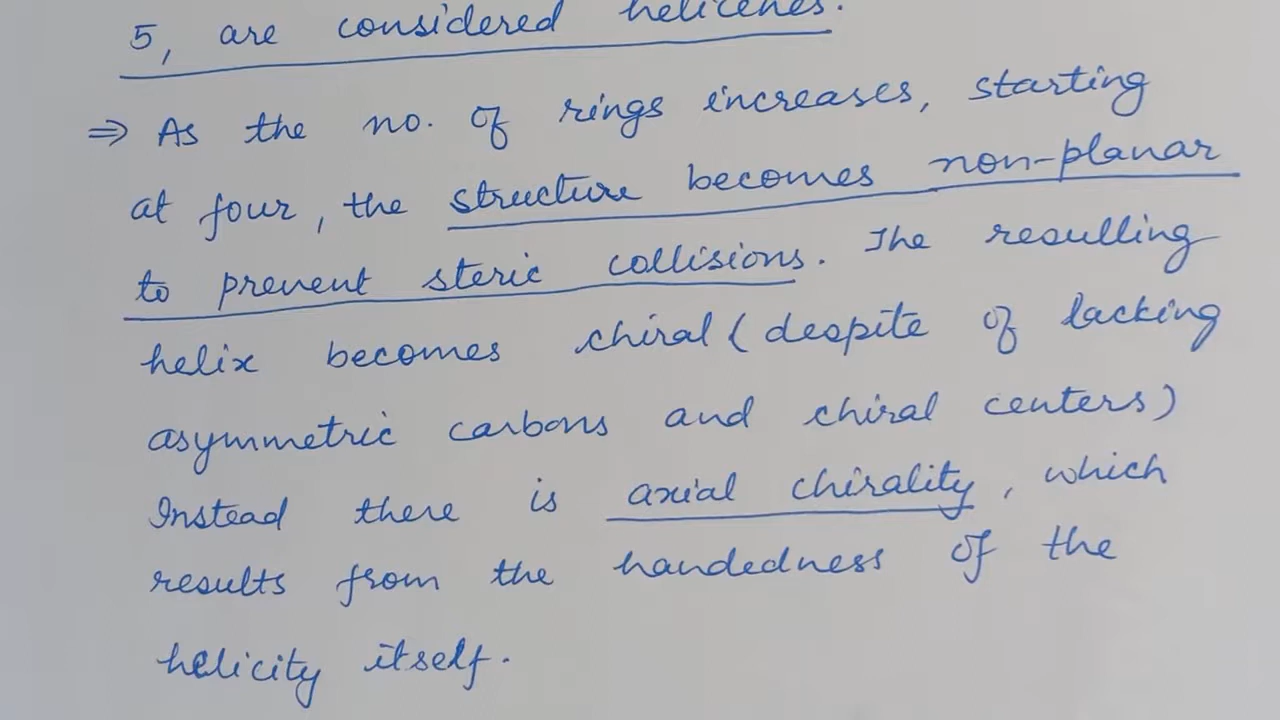 5, are considered helicenes.
⇒ As the no. of rings increases, starting
at four, the structure becomes non-planar
to prevent steric collisions. The resulting
helix becomes chiral (despite of lacking
asymmetric carbons and chiral centers)
Instead there is axial chirality, which
results from the handedness of the
helicity itself.